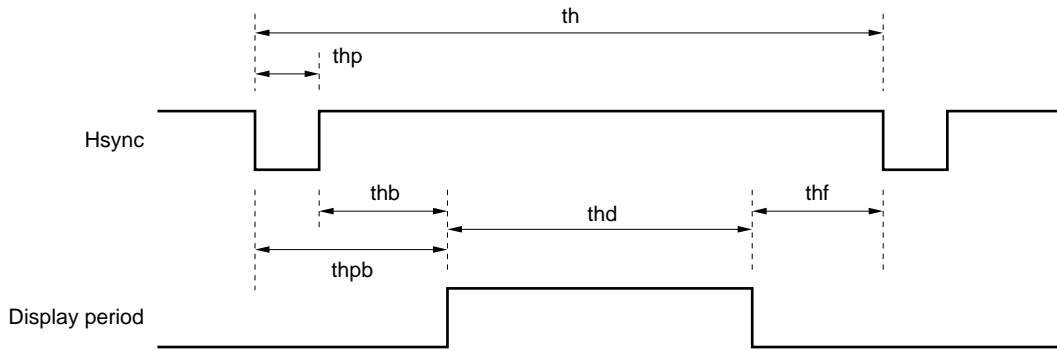 th
thp
Hsync
thb
thd
thf
thpb
Display period